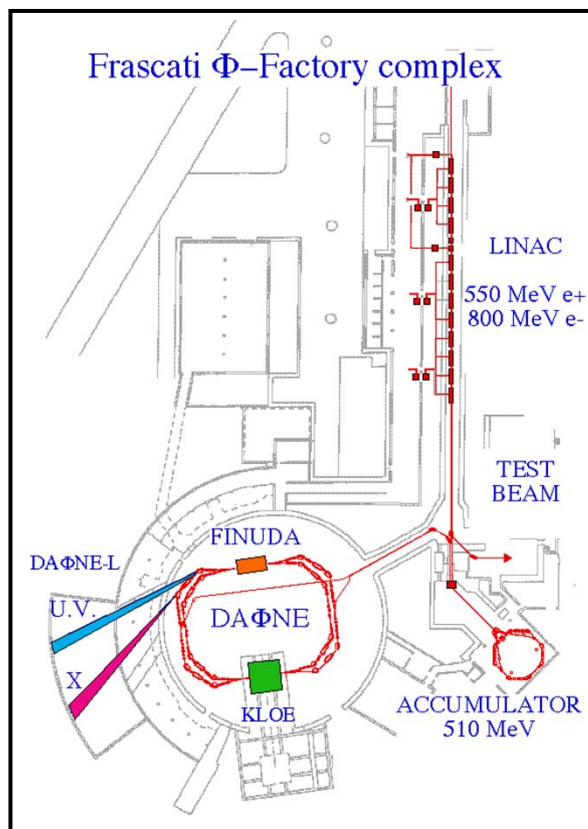 Frascati Φ–Factory complex
LINAC
550 MeV e+
800 MeV e-
TEST
BEAM
FINUDA
DAΦNE-L
U.V.
DAΦNE
X
KLOE
ACCUMULATOR
510 MeV